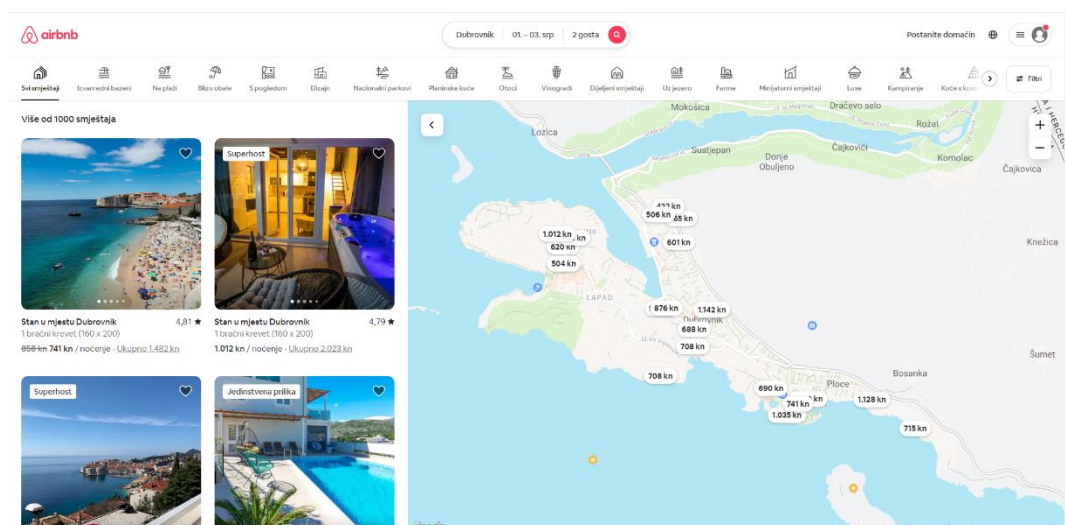 airbnb
Dubrovnik 01. – 03. srp 2 gosta
Postanite domaćin
Svi smještaji Izvanredni bazeni Na plaži Blizu obale S pogledom Dizajn Nacionalni parkovi Planinske kuće Otoci Vinogradi Dijeljeni smještaji Uz jezero Farme Minijaturni smještaji Luxe Kampiranje Kuće s
Filtri
Više od 1000 smještaja
Superhost
Stan u mjestu Dubrovnik 4,81 ★
1 bračni krevet (160 x 200)
858 kn 741 kn / noćenje · Ukupno 1.482 kn
Stan u mjestu Dubrovnik 4,79 ★
1 bračni krevet (160 x 200)
1.012 kn / noćenje · Ukupno 2.023 kn
Superhost
Jedinstvena prilika
Mokošica
Dračevo selo
Lozica
Rožat
Sustjepan
Čajkovići
Donje
Obuljeno
Komolac
Čajkovica
+
−
506 kn
65 kn
1.012 kn
kn
620 kn
601 kn
Knežica
504 kn
LAPAD
876 kn
1.142 kn
Dubrovnik
688 kn
708 kn
Šumet
708 kn
Bosanka
Ploce
690 kn
741 kn
kn
1.128 kn
1.035 kn
715 kn